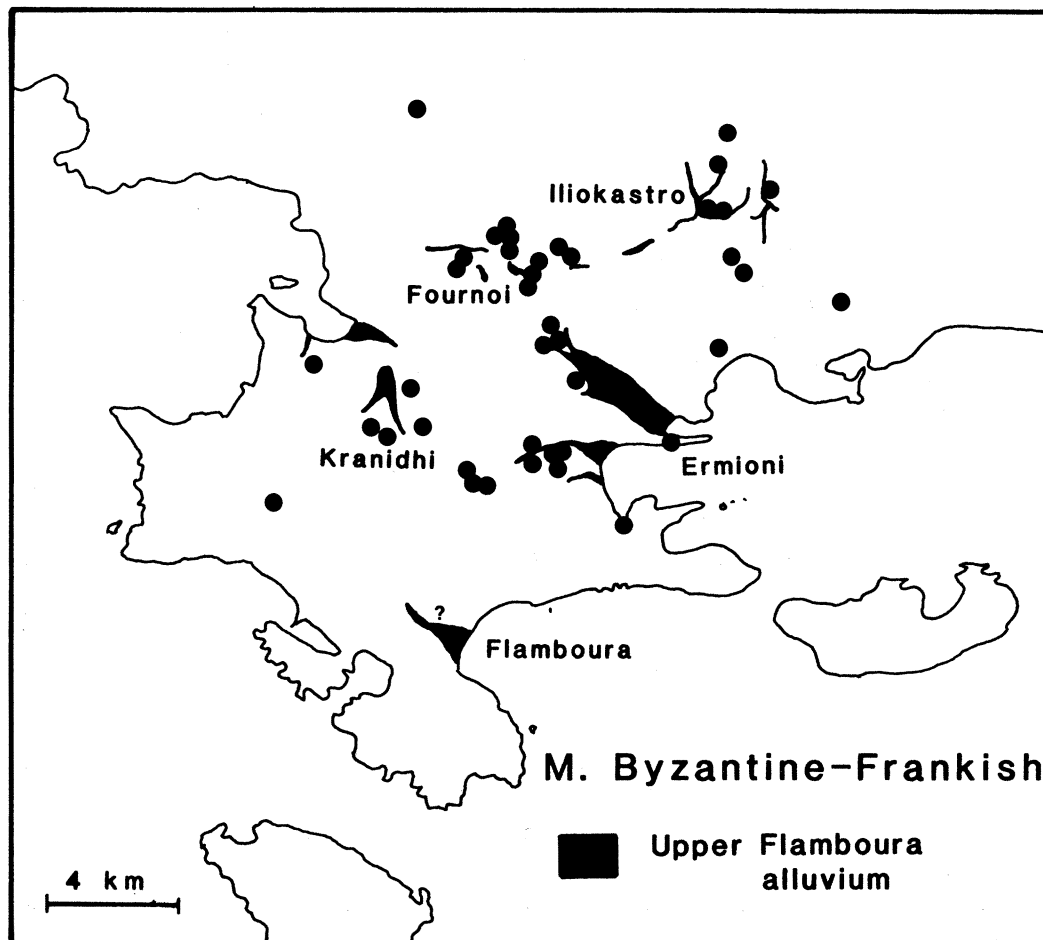 Iliokastro
Fournoi
Kranidhi
Ermioni
?
Flamboura
M. Byzantine–Frankish
Upper Flamboura
alluvium
4 km